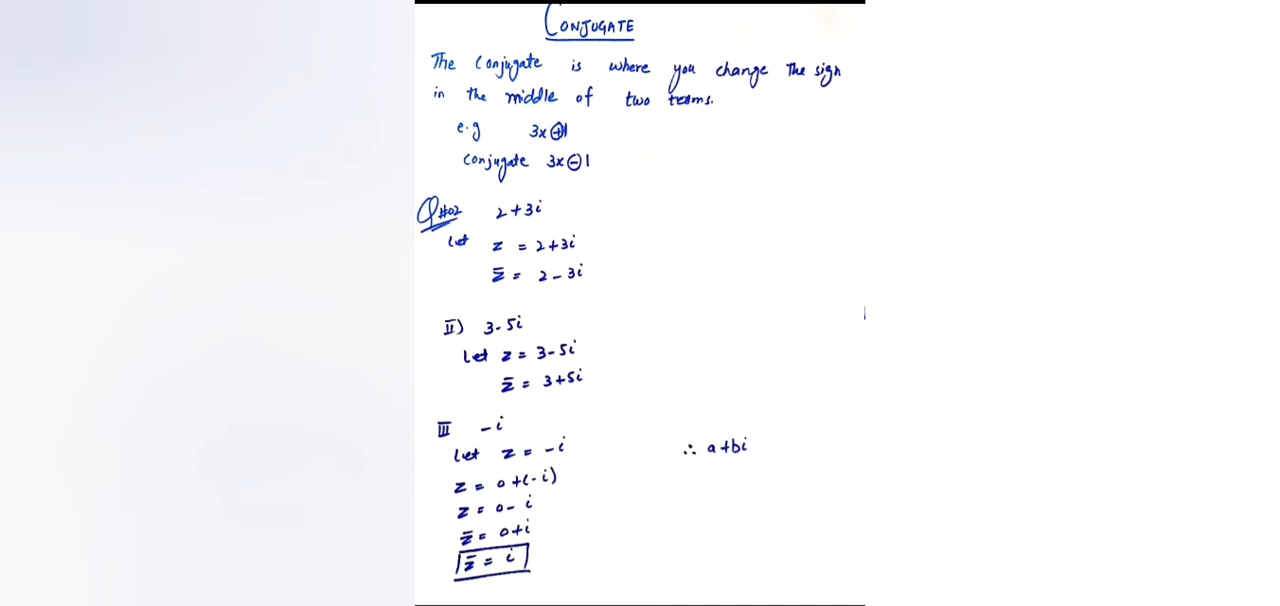 CONJUGATE
The Conjugate is where you change the sign
in the middle of two terms.
e.g 3x+1
Conjugate 3x-1
Q#02 2+3i
let z = 2+3i
z̄ = 2-3i
II) 3-5i
Let z = 3-5i
z̄ = 3+5i
III -i
Let z = -i ∴ a+bi
z = 0+(-i)
z = 0-i
z̄ = 0+i
z̄ = i